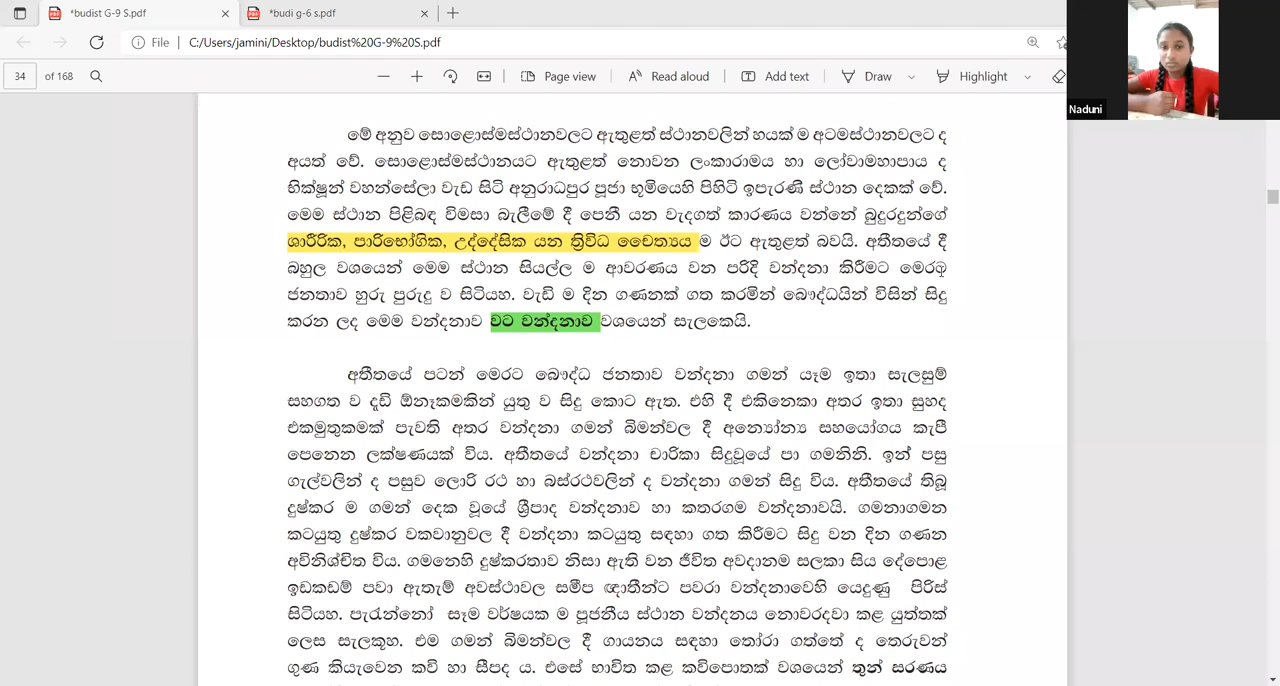 *budist G-9 S.pdf
*budi g-6 s.pdf
File C:/Users/jamini/Desktop/budist%20G-9%20S.pdf
34 of 168 Page view Read aloud Add text Draw Highlight
Naduni
මේ අනුව සොළොස්මස්ථානවලට ඇතුළත් ස්ථානවලින් හයක් ම අටමස්ථානවලට ද
අයත් වේ. සොළොස්මස්ථානයට ඇතුළත් නොවන ලංකාරාමය හා ලෝවාමහාපාය ද
භික්ෂූන් වහන්සේලා වැඩ සිටි අනුරාධපුර පූජා භූමියෙහි පිහිටි ඉපැරණි ස්ථාන දෙකක් වේ.
මෙම ස්ථාන පිළිබඳ විමසා බැලීමේ දී පෙනී යන වැදගත් කාරණය වන්නේ බුදුරදුන්ගේ
ශාරීරික, පාරිභෝගික, උද්දේසික යන ත්‍රිවිධ චෛත්‍යය ම ඊට ඇතුළත් බවයි. අතීතයේ දී
බහුල වශයෙන් මෙම ස්ථාන සියල්ල ම ආවරණය වන පරිදි වන්දනා කිරීමට මෙරට
ජනතාව හුරු පුරුදු ව සිටියහ. වැඩි ම දින ගණනක් ගත කරමින් බෞද්ධයින් විසින් සිදු
කරන ලද මෙම වන්දනාව වට වන්දනාව වශයෙන් සැලකෙයි.
අතීතයේ පටන් මෙරට බෞද්ධ ජනතාව වන්දනා ගමන් යෑම ඉතා සැලසුම්
සහගත ව දැඩි ඕනෑකමකින් යුතු ව සිදු කොට ඇත. එහි දී එකිනෙකා අතර ඉතා සුහද
එකමුතුකමක් පැවති අතර වන්දනා ගමන් බිමන්වල දී අන්‍යෝන්‍ය සහයෝගය කැපී
පෙනෙන ලක්ෂණයක් විය. අතීතයේ වන්දනා චාරිකා සිදුවූයේ පා ගමනිනි. ඉන් පසු
ගැල්වලින් ද පසුව ලොරි රථ හා බස්රථවලින් ද වන්දනා ගමන් සිදු විය. අතීතයේ තිබූ
දුෂ්කර ම ගමන් දෙක වූයේ ශ්‍රීපාද වන්දනාව හා කතරගම වන්දනාවයි. ගමනාගමන
කටයුතු දුෂ්කර වකවානුවල දී වන්දනා කටයුතු සඳහා ගත කිරීමට සිදු වන දින ගණන
අවිනිශ්චිත විය. ගමනෙහි දුෂ්කරතාව නිසා ඇති වන ජීවිත අවදානම සලකා සිය දේපොළ
ඉඩකඩම් පවා ඇතැම් අවස්ථාවල සමීප ඥාතීන්ට පවරා වන්දනාවෙහි යෙදුණු පිරිස්
සිටියහ. පැරැන්නෝ සෑම වර්ෂයක ම පූජනීය ස්ථාන වන්දනය නොවරදවා කළ යුත්තක්
ලෙස සැලකූහ. එම ගමන් බිමන්වල දී ගායනය සඳහා තෝරා ගත්තේ ද තෙරුවන්
ගුණ කියැවෙන කවි හා සීපද ය. එසේ භාවිත කළ කවිපොතක් වශයෙන් තුන් සරණය